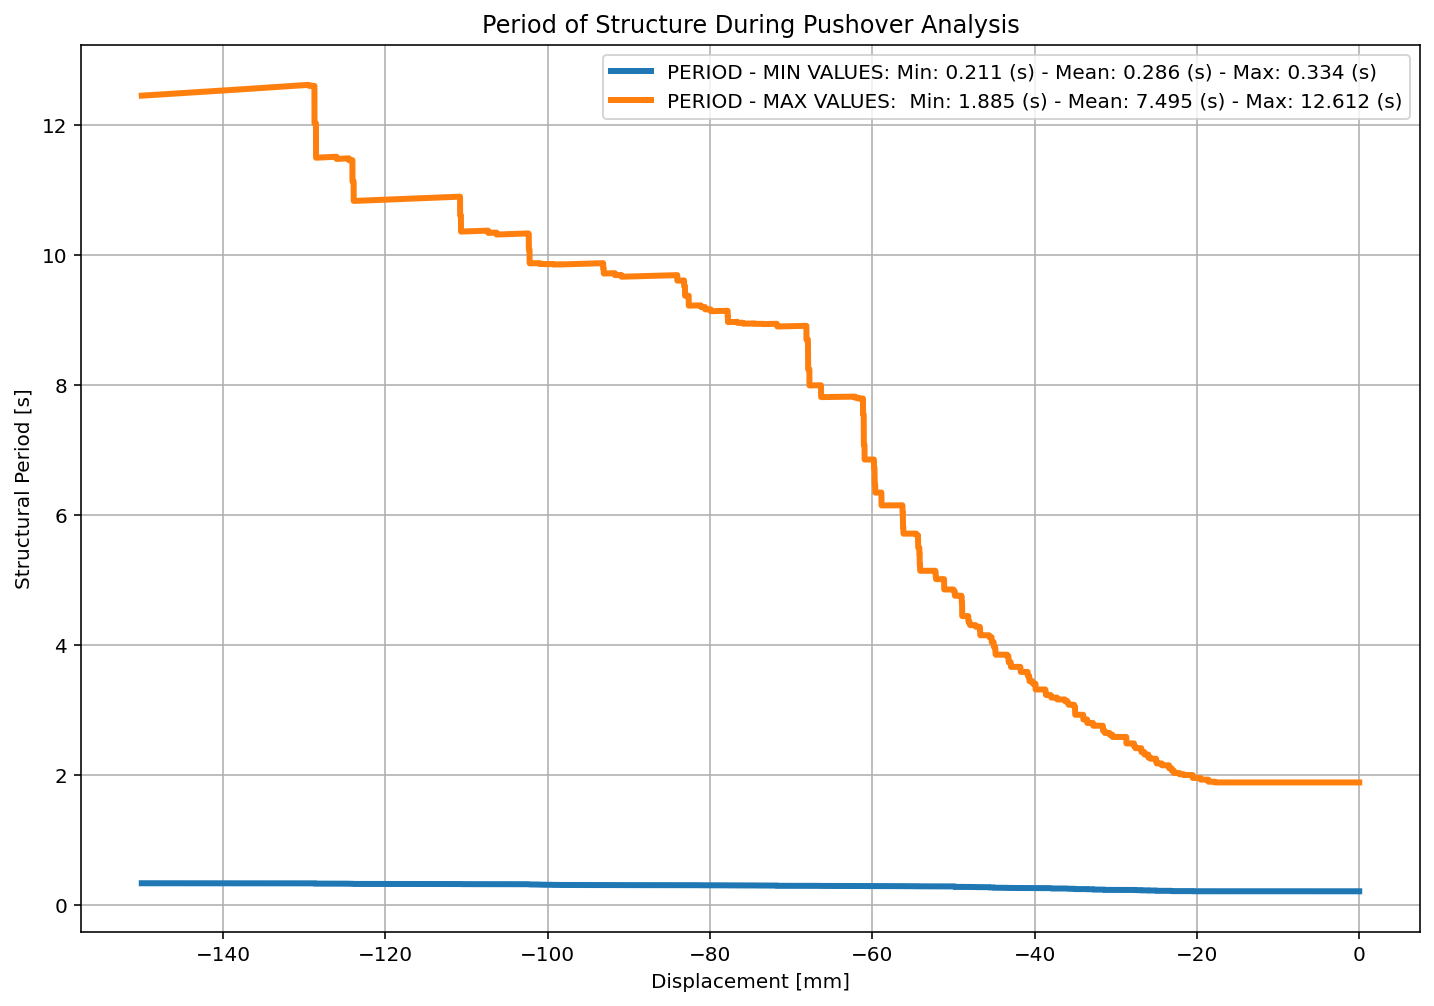 Period of Structure During Pushover Analysis
PERIOD - MIN VALUES: Min: 0.211 (s) - Mean: 0.286 (s) - Max: 0.334 (s)
PERIOD - MAX VALUES:  Min: 1.885 (s) - Mean: 7.495 (s) - Max: 12.612 (s)
Structural Period [s]
12
10
8
6
4
2
0
−140 −120 −100 −80 −60 −40 −20 0
Displacement [mm]